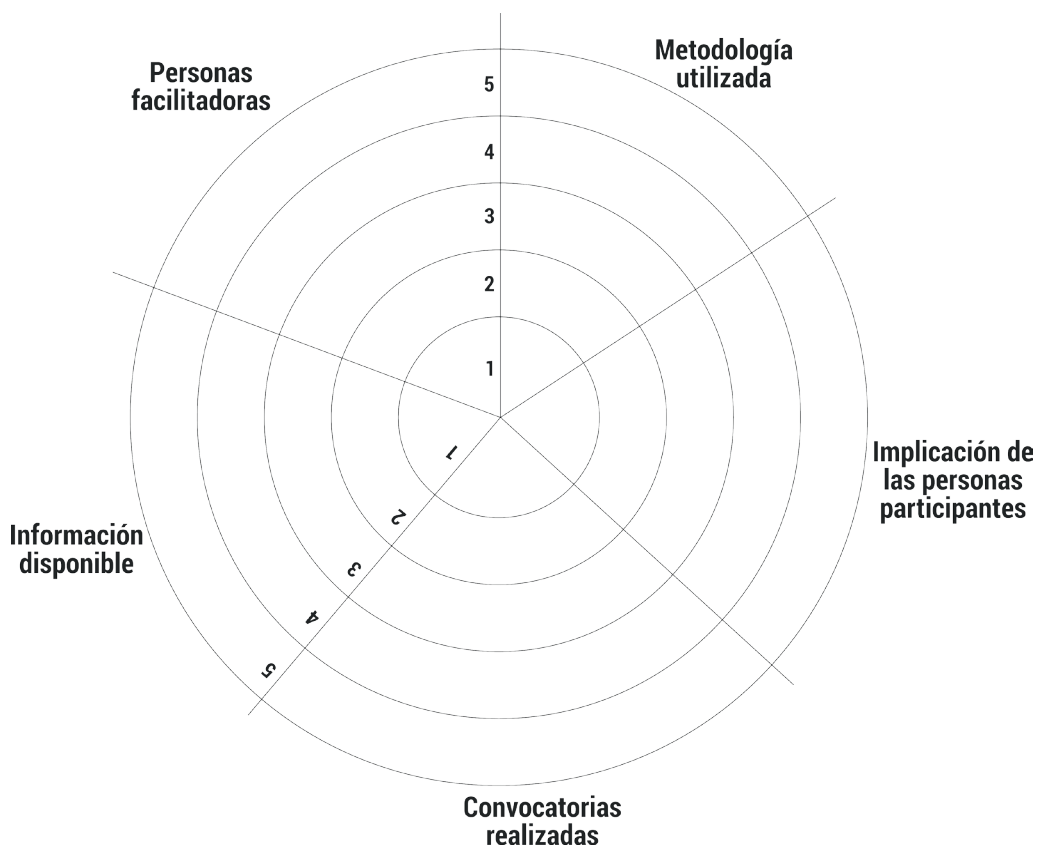 Metodología
utilizada
Personas
facilitadoras
5
4
3
2
1
Implicación de
las personas
participantes
1
2
3
4
5
Información
disponible
Convocatorias
realizadas